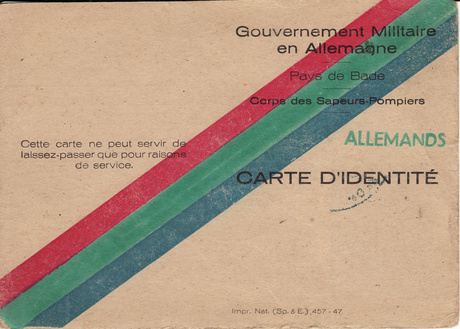 Gouvernement Militaire
en Allemagne
Pays de Bade
Corps des Sapeurs-Pompiers
ALLEMANDS
CARTE D'IDENTITÉ
Cette carte ne peut servir de
laissez-passer que pour raisons
de service.
Impr. Nat. (Sp. & E.) 457 - 47